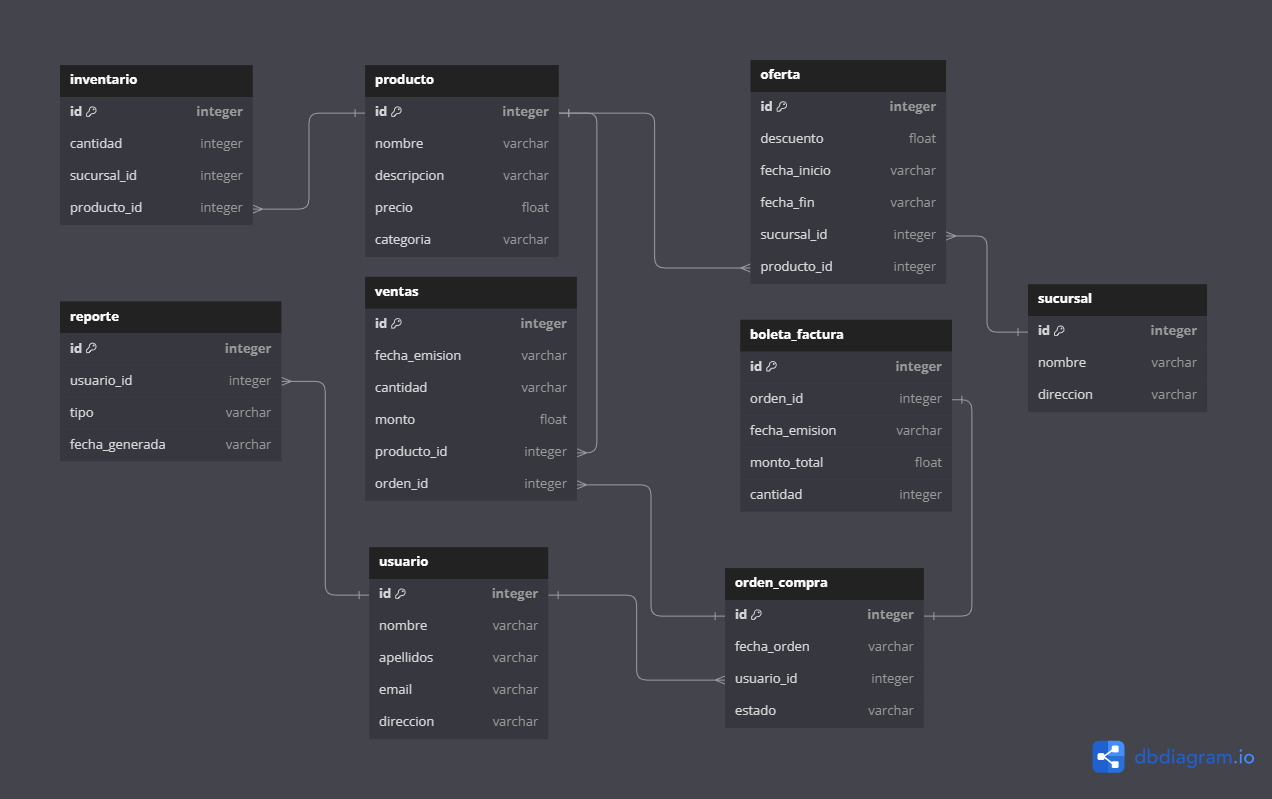 inventario
id integer
cantidad integer
sucursal_id integer
producto_id integer
producto
id integer
nombre varchar
descripcion varchar
precio float
categoria varchar
oferta
id integer
descuento float
fecha_inicio varchar
fecha_fin varchar
sucursal_id integer
producto_id integer
sucursal
id integer
nombre varchar
direccion varchar
reporte
id integer
usuario_id integer
tipo varchar
fecha_generada varchar
ventas
id integer
fecha_emision varchar
cantidad varchar
monto float
producto_id integer
orden_id integer
boleta_factura
id integer
orden_id integer
fecha_emision varchar
monto_total float
cantidad integer
usuario
id integer
nombre varchar
apellidos varchar
email varchar
direccion varchar
orden_compra
id integer
fecha_orden varchar
usuario_id integer
estado varchar
dbdiagram.io